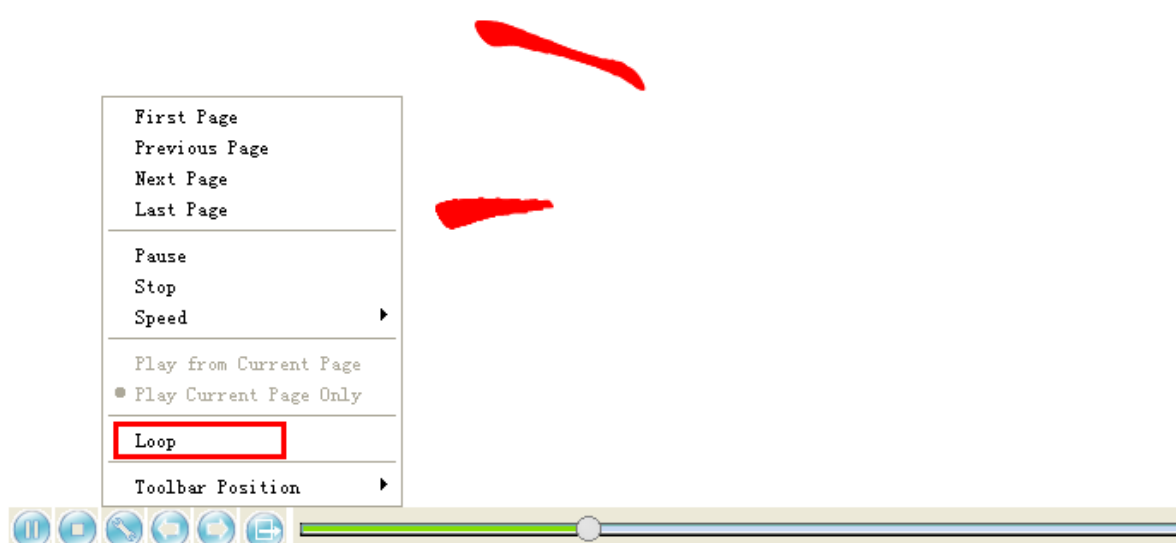 First Page
Previous Page
Next Page
Last Page
Pause
Stop
Speed
Play from Current Page
Play Current Page Only
Loop
Toolbar Position